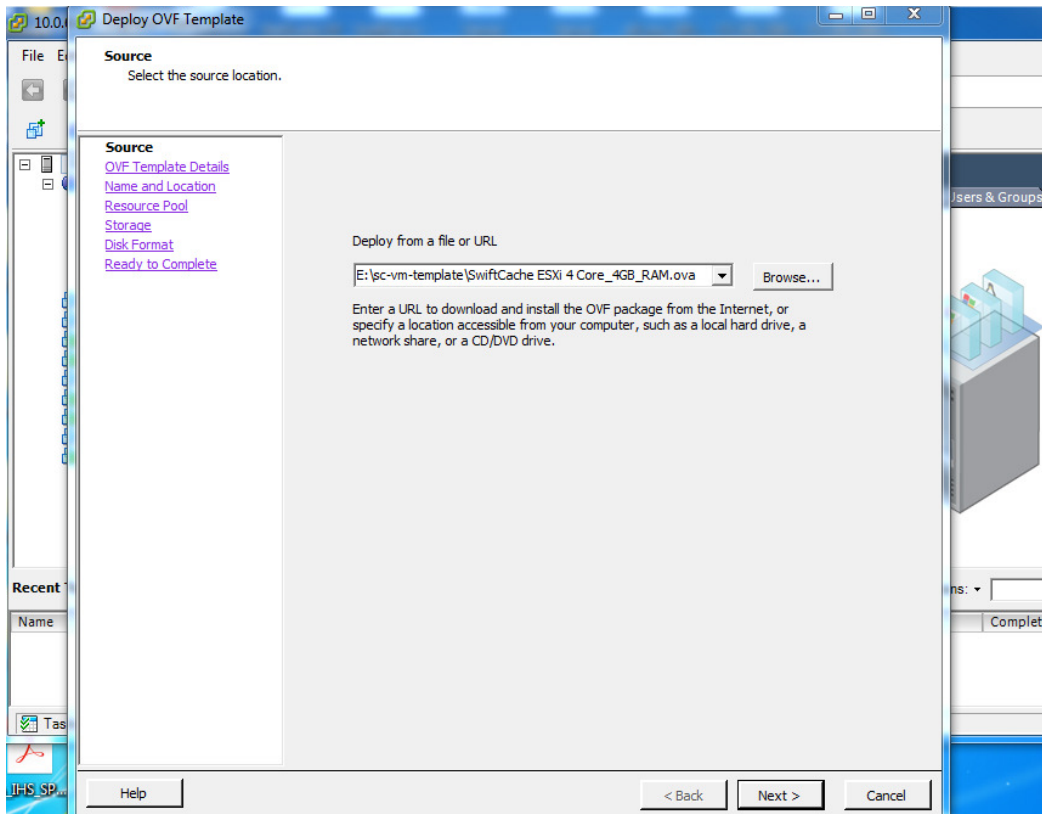 10.0.
Deploy OVF Template
File
Source
Select the source location.
Source
OVF Template Details
Name and Location
Resource Pool
Storage
Disk Format
Ready to Complete
Deploy from a file or URL
E:\sc-vm-template\SwiftCache ESXi 4 Core_4GB_RAM.ova
Browse...
Enter a URL to download and install the OVF package from the Internet, or
specify a location accessible from your computer, such as a local hard drive, a
network share, or a CD/DVD drive.
Users & Groups
Recent
ns:
Name
Complet
Tas
_IHS_SP...
Help
< Back
Next >
Cancel